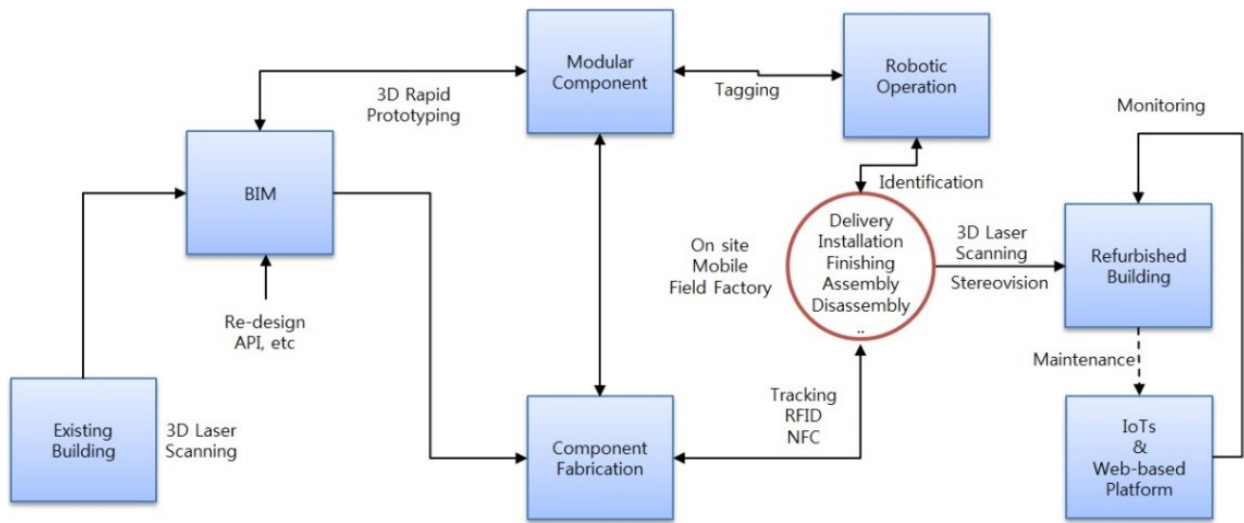 Modular
Component
Robotic
Operation
3D Rapid
Prototyping
Tagging
Monitoring
BIM
Identification
Delivery
Installation
Finishing
Assembly
Disassembly
..
On site
Mobile
Field Factory
3D Laser
Scanning
Stereovision
Refurbished
Building
Re-design
API, etc
Maintenance
Existing
Building
3D Laser
Scanning
Component
Fabrication
Tracking
RFID
NFC
IoTs
&
Web-based
Platform